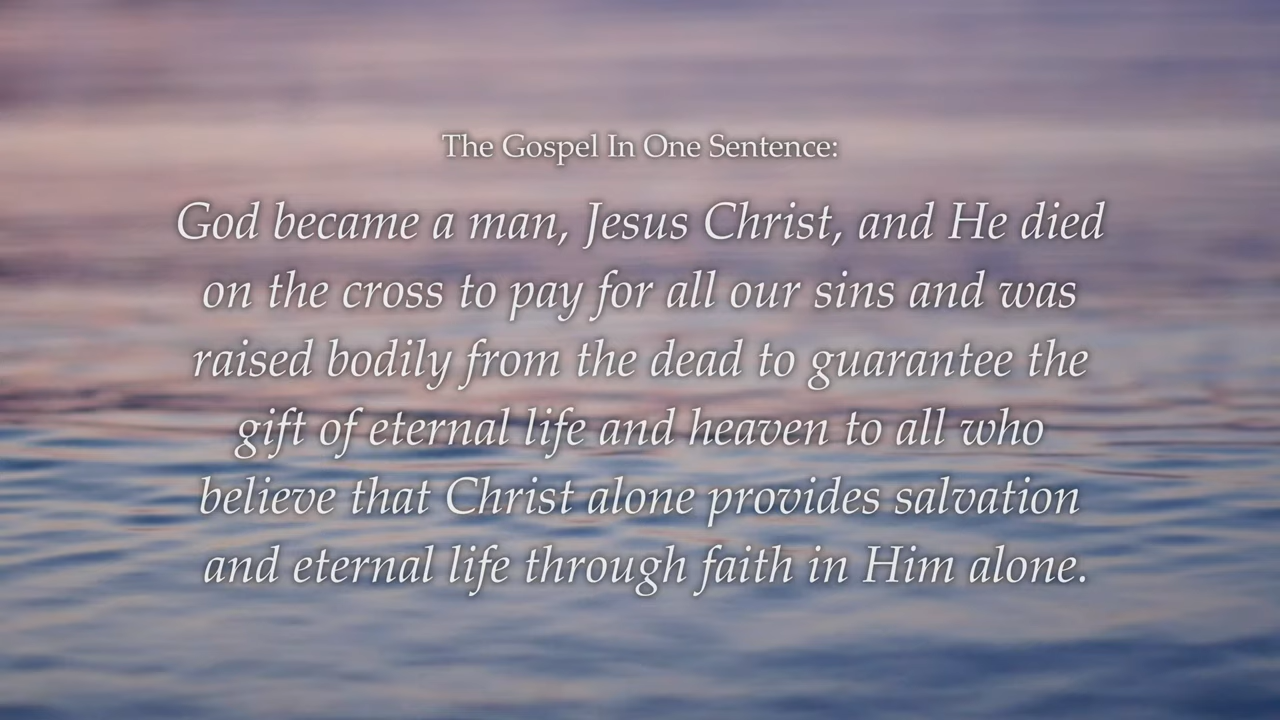 The Gospel In One Sentence:
God became a man, Jesus Christ, and He died
on the cross to pay for all our sins and was
raised bodily from the dead to guarantee the
gift of eternal life and heaven to all who
believe that Christ alone provides salvation
and eternal life through faith in Him alone.